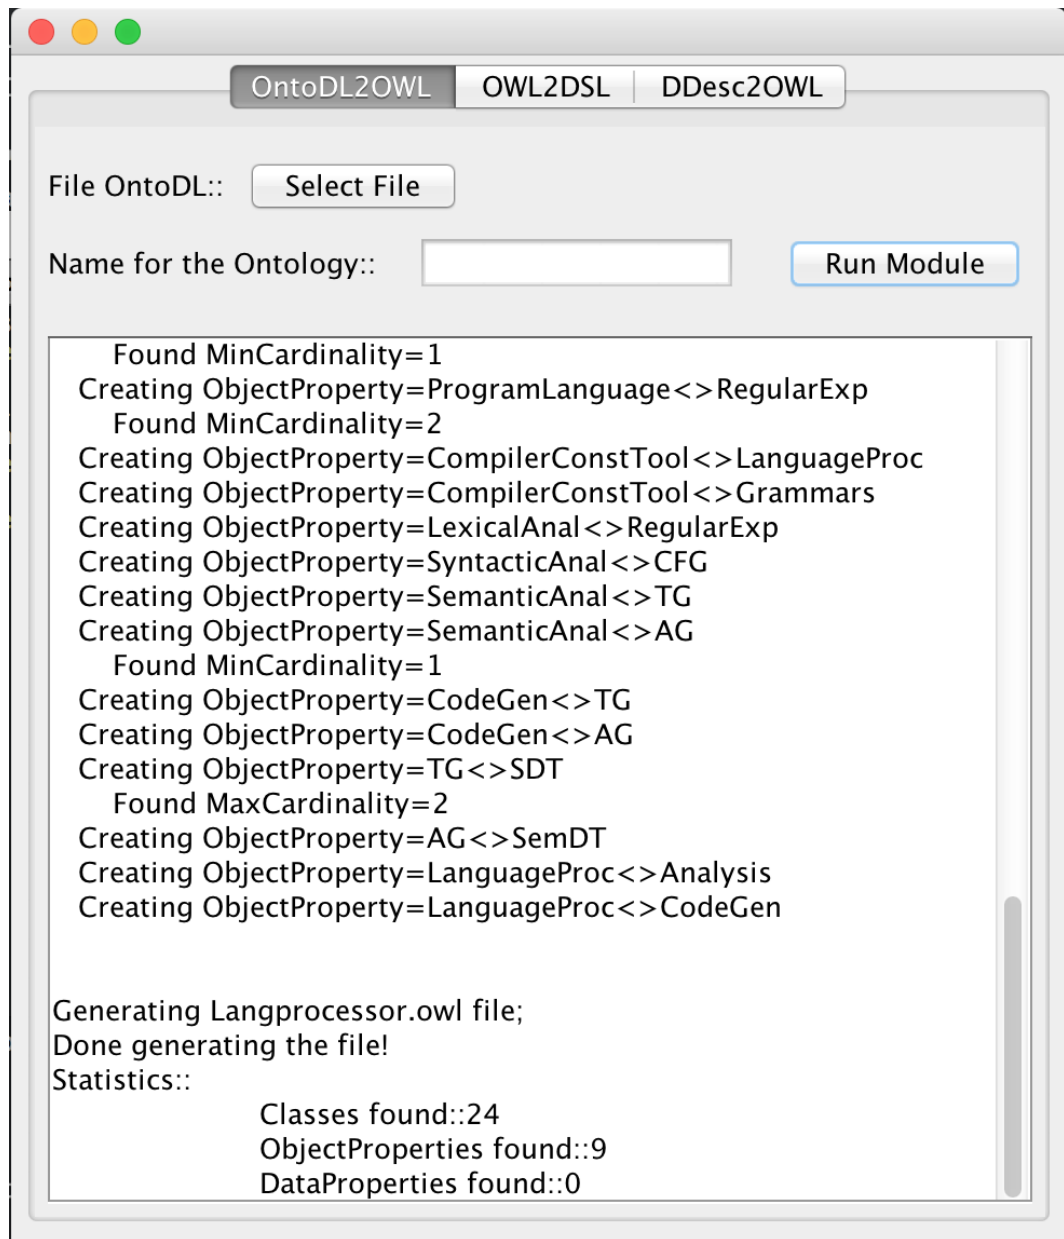 OntoDL2OWL OWL2DSL DDesc2OWL
File OntoDL:: Select File
Name for the Ontology:: Run Module
Found MinCardinality=1
Creating ObjectProperty=ProgramLanguage<>RegularExp
Found MinCardinality=2
Creating ObjectProperty=CompilerConstTool<>LanguageProc
Creating ObjectProperty=CompilerConstTool<>Grammars
Creating ObjectProperty=LexicalAnal<>RegularExp
Creating ObjectProperty=SyntacticAnal<>CFG
Creating ObjectProperty=SemanticAnal<>TG
Creating ObjectProperty=SemanticAnal<>AG
Found MinCardinality=1
Creating ObjectProperty=CodeGen<>TG
Creating ObjectProperty=CodeGen<>AG
Creating ObjectProperty=TG<>SDT
Found MaxCardinality=2
Creating ObjectProperty=AG<>SemDT
Creating ObjectProperty=LanguageProc<>Analysis
Creating ObjectProperty=LanguageProc<>CodeGen
Generating Langprocessor.owl file;
Done generating the file!
Statistics::
Classes found::24
ObjectProperties found::9
DataProperties found::0